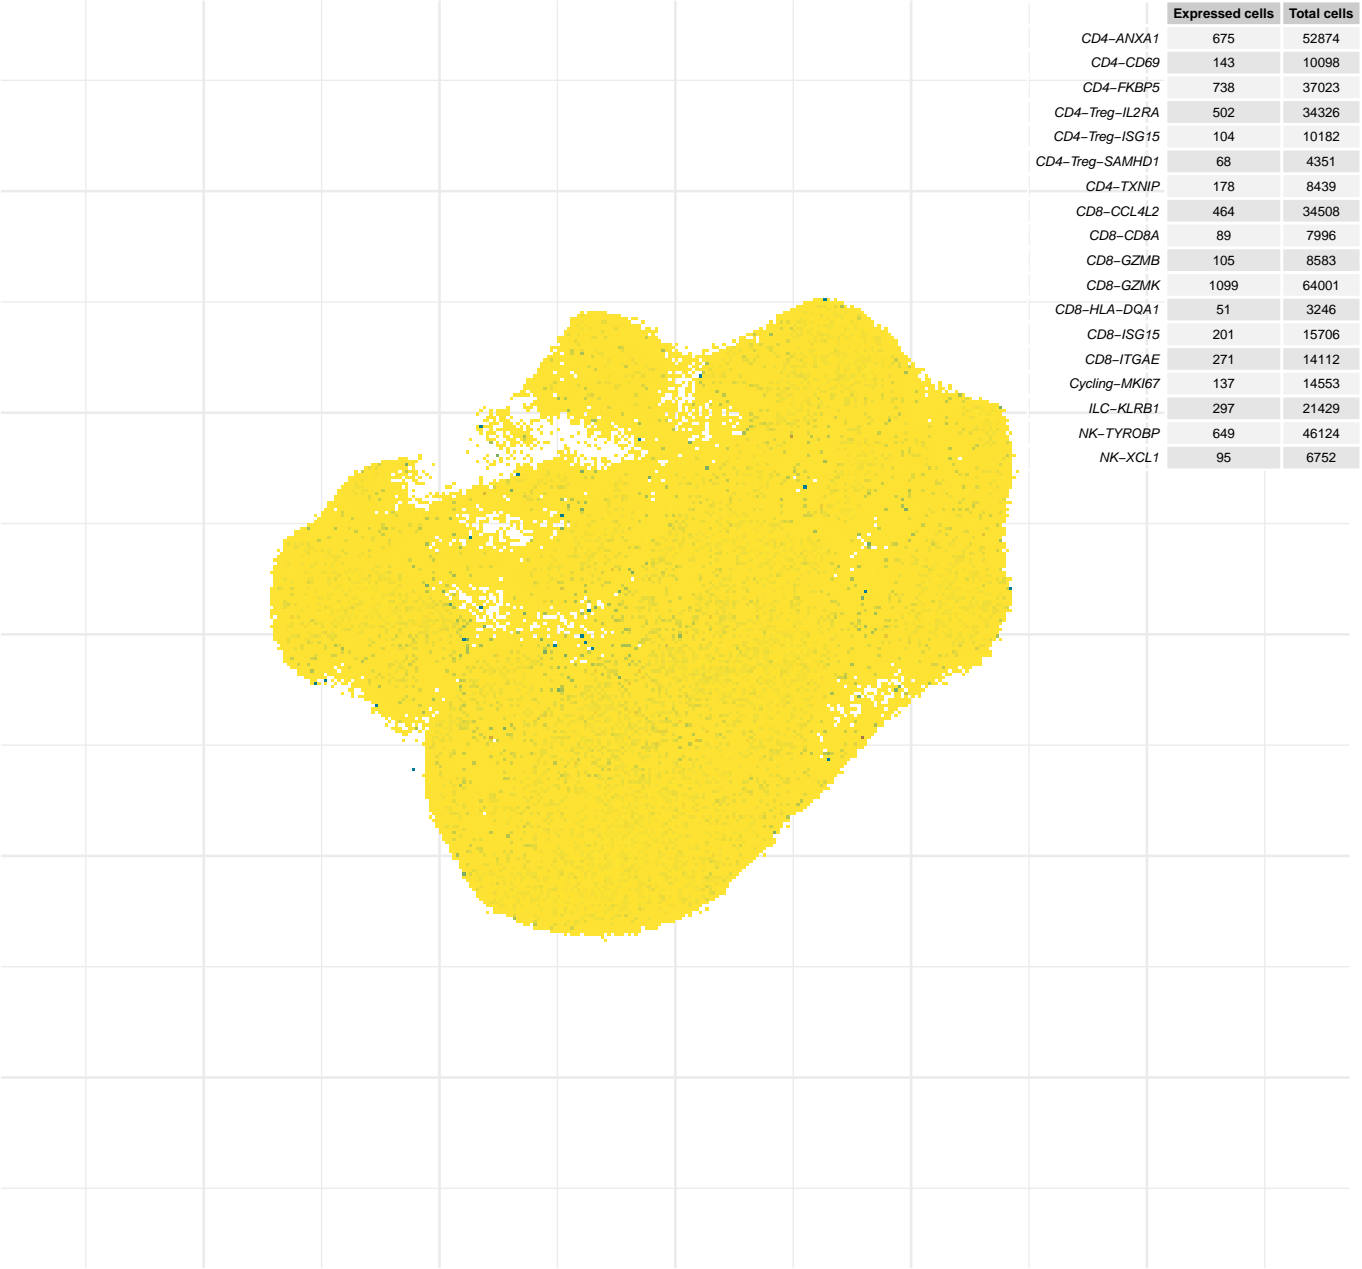 Expressed cells Total cells
CD4−ANXA1 675 52874
CD4−CD69 143 10098
CD4−FKBP5 738 37023
CD4−Treg−IL2RA 502 34326
CD4−Treg−ISG15 104 10182
CD4−Treg−SAMHD1 68 4351
CD4−TXNIP 178 8439
CD8−CCL4L2 464 34508
CD8−CD8A 89 7996
CD8−GZMB 105 8583
CD8−GZMK 1099 64001
CD8−HLA−DQA1 51 3246
CD8−ISG15 201 15706
CD8−ITGAE 271 14112
Cycling−MKI67 137 14553
ILC−KLRB1 297 21429
NK−TYROBP 649 46124
NK−XCL1 95 6752